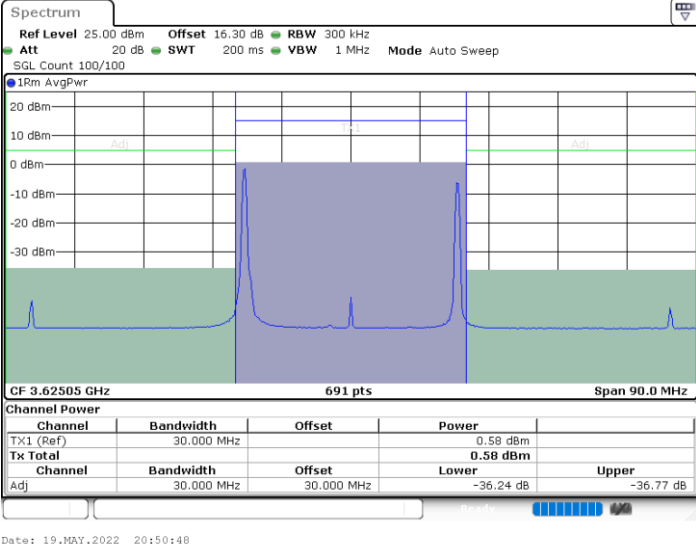 Spectrum
Ref Level 25.00 dBm Offset 16.30 dB RBW 300 kHz
Att 20 dB SWT 200 ms VBW 1 MHz Mode Auto Sweep
SGL Count 100/100
1Rm AvgPwr
20 dBm
TX1
10 dBm
Adj Adj
0 dBm
-10 dBm
-20 dBm
-30 dBm
CF 3.62505 GHz 691 pts Span 90.0 MHz
Channel Power
Channel Bandwidth Offset Power
TX1 (Ref) 30.000 MHz 0.58 dBm
Tx Total 0.58 dBm
Channel Bandwidth Offset Lower Upper
Adj 30.000 MHz 30.000 MHz -36.24 dB -36.77 dB
Ready
Date: 19.MAY.2022 20:50:48